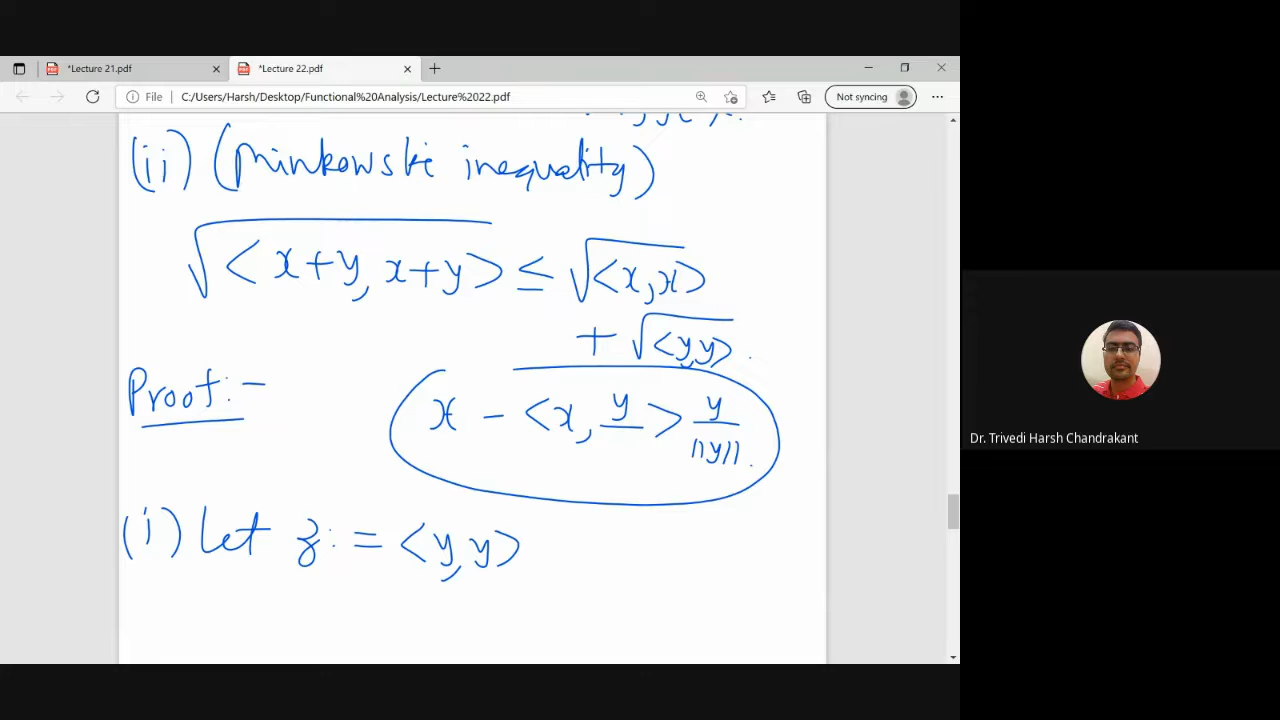 *Lecture 21.pdf
*Lecture 22.pdf
File C:/Users/Harsh/Desktop/Functional%20Analysis/Lecture%2022.pdf
Not syncing
(ii) (Minkowski inequality)
√<x+y, x+y> ≤ √<x,x>
+ √<y,y>.
Proof:-
x - <x, y> y/||y||.
(i) Let z := <y,y>
Dr. Trivedi Harsh Chandrakant